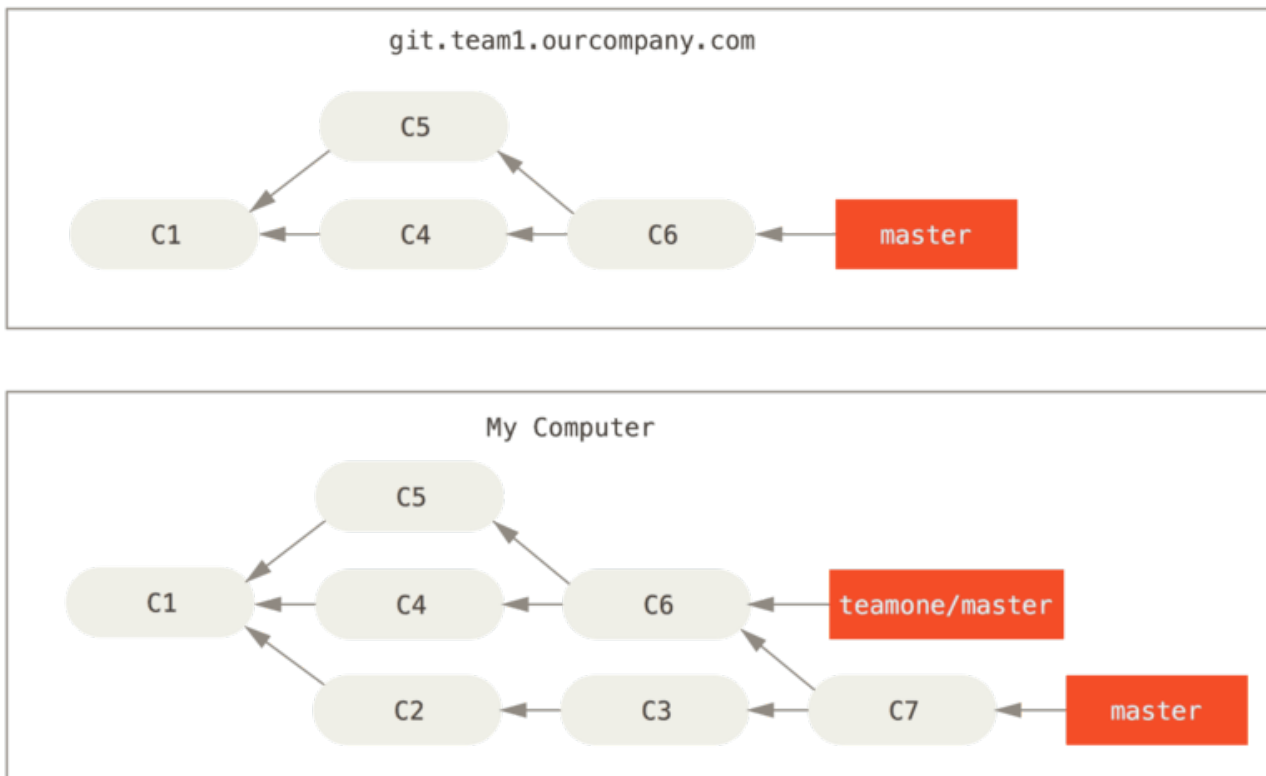 git.team1.ourcompany.com
C5
C1
C4
C6
master
My Computer
C5
C1
C4
C6
teamone/master
C2
C3
C7
master